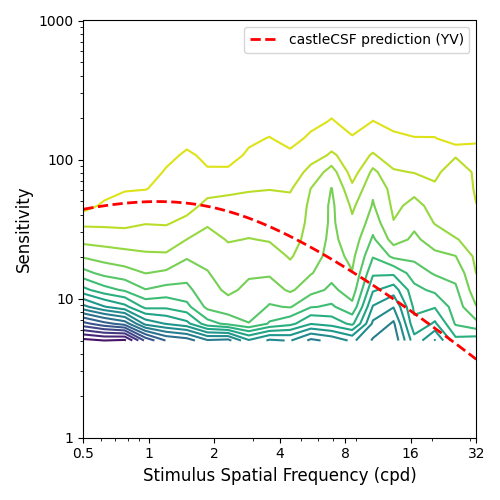 1000
castleCSF prediction (YV)
100
Sensitivity
10
1
0.5 1 2 4 8 16 32
Stimulus Spatial Frequency (cpd)